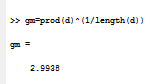 >> gm=prod(d)^(1/length(d))
gm =
2.9938